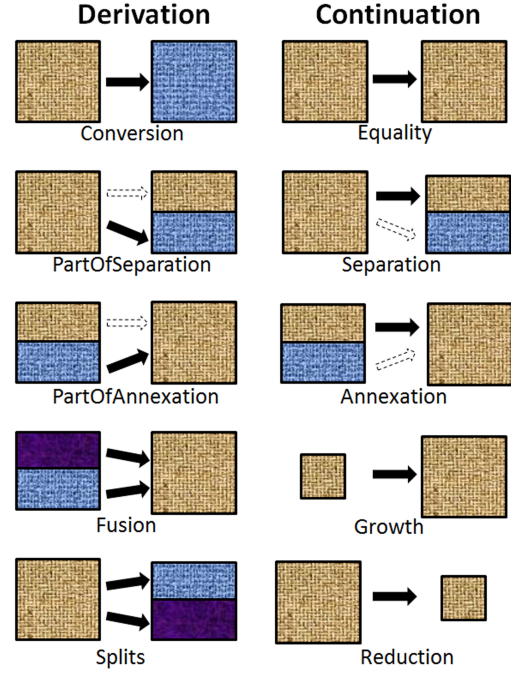 Derivation
Continuation
Conversion
Equality
PartOfSeparation
Separation
PartOfAnnexation
Annexation
Fusion
Growth
Splits
Reduction